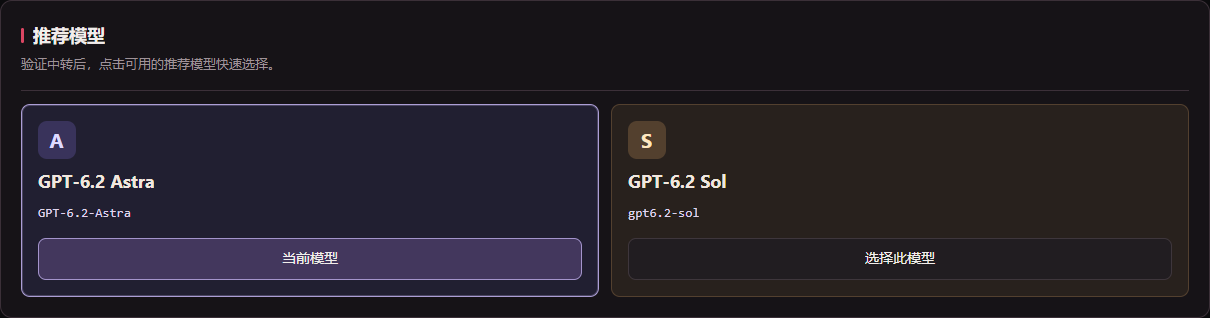 推荐模型
验证中转后，点击可用的推荐模型快速选择。
A
GPT-6.2 Astra
GPT-6.2-Astra
当前模型
S
GPT-6.2 Sol
gpt6.2-sol
选择此模型